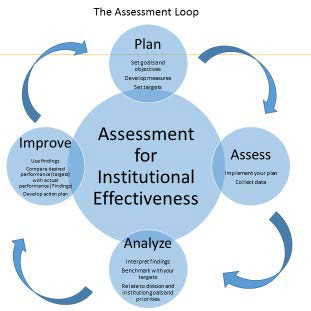 The Assessment Loop
Plan
Set goals and
objectives
Develop measures
Set targets
Assess
Implement your plan
Collect data
Analyze
Interpret findings
Benchmark with your
targets
Relate to division and
institution goals and
priorities
Improve
Use findings
Compare desired
performance (targets)
with actual
performance (Findings)
Develop action plan
Assessment
for
Institutional
Effectiveness